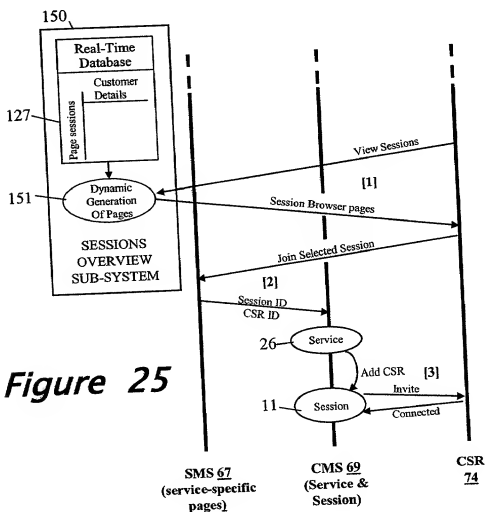 150
Real-Time
Database
Customer
Details
Page sessions
127
151
Dynamic
Generation
Of Pages
SESSIONS
OVERVIEW
SUB-SYSTEM
View Sessions
[1]
Session Browser pages
Join Selected Session
[2]
Session ID
CSR ID
26
Service
Add CSR
[3]
Invite
11
Session
Connected
Figure 25
SMS 67
(service-specific
pages)
CMS 69
(Service &
Session)
CSR
74